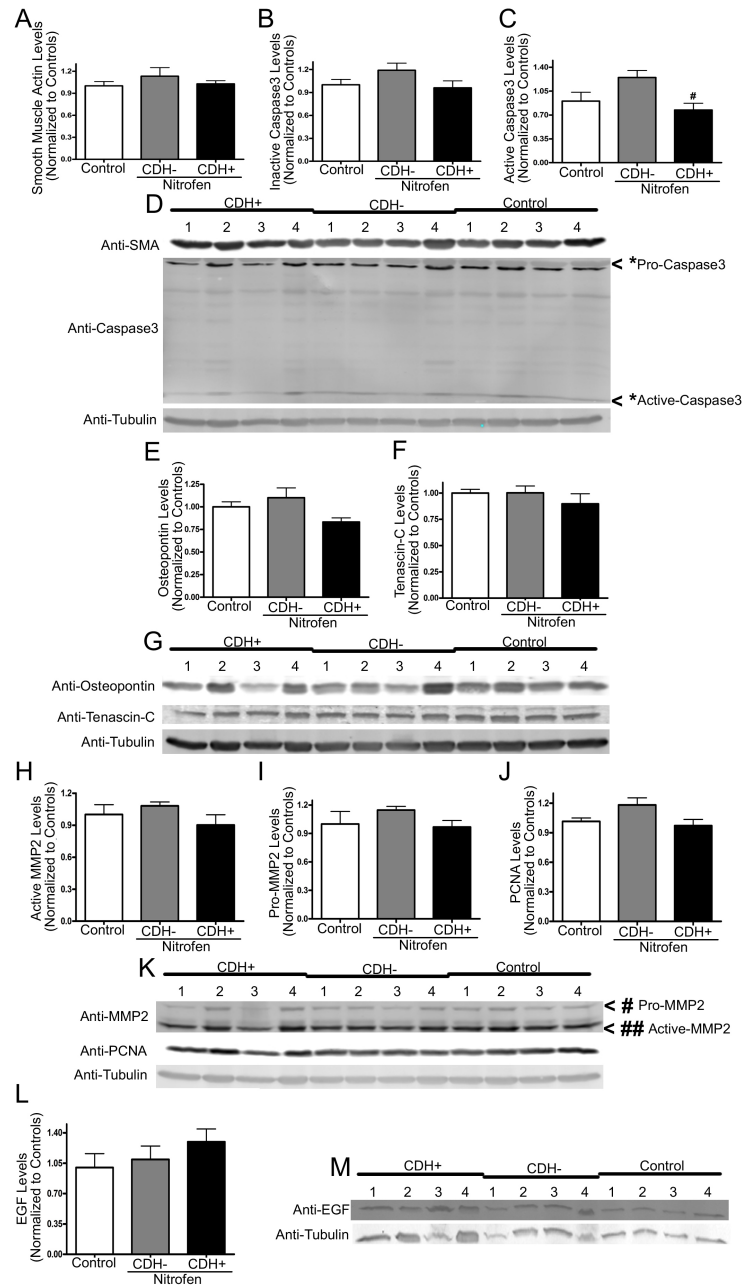 A
Smooth Muscle Actin Levels
(Normalized to Controls)
1.2
0.9
0.6
0.3
0.0
Control
CDH-
CDH+
Nitrofen
B
Inactive Caspase3 Levels
(Normalized to Controls)
1.2
0.9
0.6
0.3
0.0
Control
CDH-
CDH+
Nitrofen
C
Active Caspase3 Levels
(Normalized to Controls)
1.40
1.05
0.70
0.35
0.00
#
Control
CDH-
CDH+
Nitrofen
D
CDH+
CDH-
Control
1 2 3 4 1 2 3 4 1 2 3 4
Anti-SMA
< *Pro-Caspase3
Anti-Caspase3
< *Active-Caspase3
Anti-Tubulin
E
Osteopontin Levels
(Normalized to Controls)
1.25
1.00
0.75
0.50
0.25
0.00
Control
CDH-
CDH+
Nitrofen
F
Tenascin-C Levels
(Normalized to Controls)
1.00
0.75
0.50
0.25
0.00
Control
CDH-
CDH+
Nitrofen
G
CDH+
CDH-
Control
1 2 3 4 1 2 3 4 1 2 3 4
Anti-Osteopontin
Anti-Tenascin-C
Anti-Tubulin
H
Active MMP2 Levels
(Normalized to Controls)
1.2
0.9
0.6
0.3
0.0
Control
CDH-
CDH+
Nitrofen
I
Pro-MMP2 Levels
(Normalized to Controls)
1.2
0.9
0.6
0.3
0.0
Control
CDH-
CDH+
Nitrofen
J
PCNA Levels
(Normalized to Controls)
1.2
0.9
0.6
0.3
0.0
Control
CDH-
CDH+
Nitrofen
K
CDH+
CDH-
Control
1 2 3 4 1 2 3 4 1 2 3 4
Anti-MMP2
< # Pro-MMP2
< ## Active-MMP2
Anti-PCNA
Anti-Tubulin
L
EGF Levels
(Normalized to Controls)
1.40
1.05
0.70
0.35
0.00
Control
CDH-
CDH+
Nitrofen
M
CDH+
CDH-
Control
1 2 3 4 1 2 3 4 1 2 3 4
Anti-EGF
Anti-Tubulin